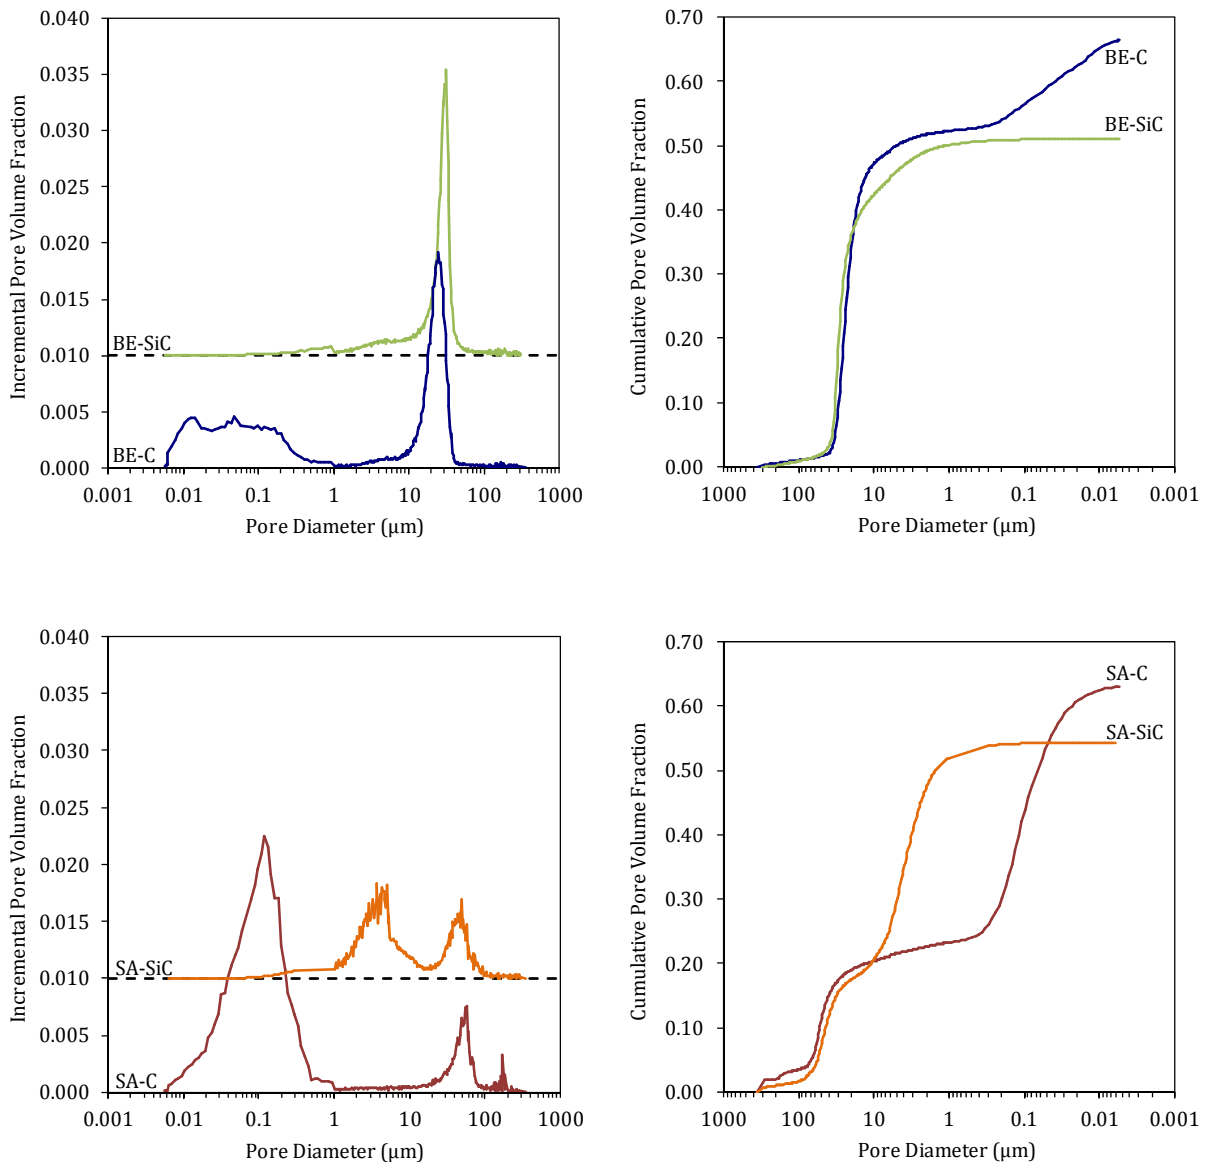 0.040
0.035
0.030
0.025
0.020
0.015
0.010
0.005
0.000
Incremental Pore Volume Fraction
BE-SiC
BE-C
0.001 0.01 0.1 1 10 100 1000
Pore Diameter (µm)
0.70
0.60
0.50
0.40
0.30
0.20
0.10
0.00
Cumulative Pore Volume Fraction
BE-C
BE-SiC
1000 100 10 1 0.1 0.01 0.001
Pore Diameter (µm)
0.040
0.035
0.030
0.025
0.020
0.015
0.010
0.005
0.000
Incremental Pore Volume Fraction
SA-SiC
SA-C
0.001 0.01 0.1 1 10 100 1000
Pore Diameter (µm)
0.70
0.60
0.50
0.40
0.30
0.20
0.10
0.00
Cumulative Pore Volume Fraction
SA-C
SA-SiC
1000 100 10 1 0.1 0.01 0.001
Pore Diameter (µm)